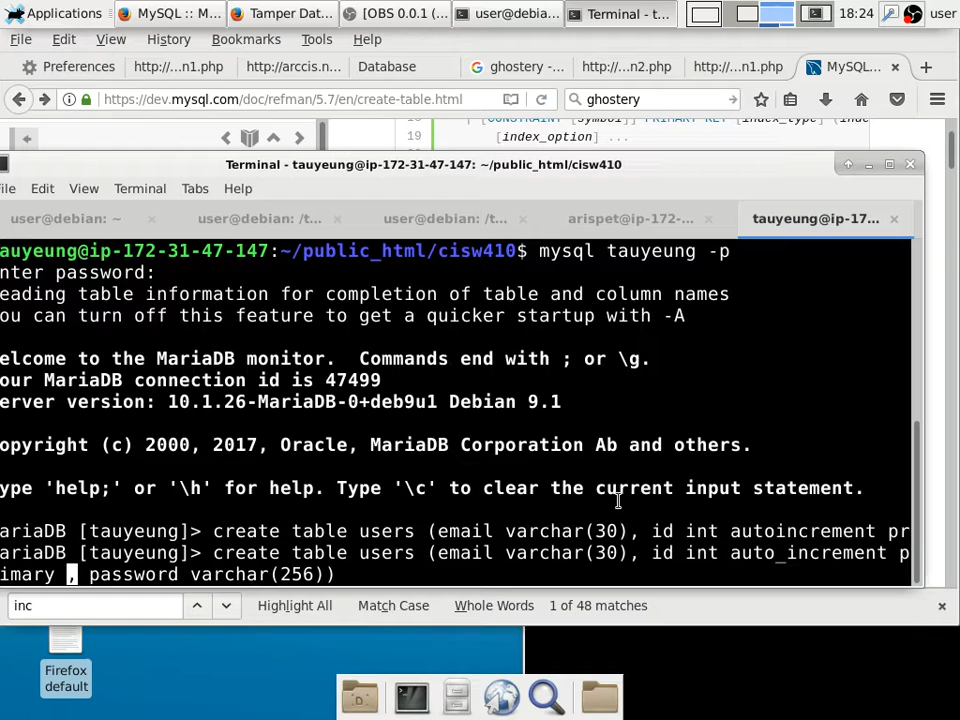 Applications
MySQL :: M...
Tamper Dat...
[OBS 0.0.1 (...
user@debia...
Terminal - t...
18:24
user
File Edit View History Bookmarks Tools Help
Preferences
http://...n1.php
http://arccis.n...
Database
ghostery -...
http://...n2.php
http://...n1.php
MySQL...
https://dev.mysql.com/doc/refman/5.7/en/create-table.html
ghostery
19
[index_option] ...
Terminal - tauyeung@ip-172-31-47-147: ~/public_html/cisw410
ile Edit View Terminal Tabs Help
user@debian: ~
user@debian: /t...
user@debian: /t...
arispet@ip-172-...
tauyeung@ip-17...
auyeung@ip-172-31-47-147:~/public_html/cisw410$ mysql tauyeung -p
nter password:
eading table information for completion of table and column names
ou can turn off this feature to get a quicker startup with -A
elcome to the MariaDB monitor.  Commands end with ; or \g.
our MariaDB connection id is 47499
erver version: 10.1.26-MariaDB-0+deb9u1 Debian 9.1
opyright (c) 2000, 2017, Oracle, MariaDB Corporation Ab and others.
ype 'help;' or '\h' for help. Type '\c' to clear the current input statement.
ariaDB [tauyeung]> create table users (email varchar(30), id int autoincrement pr
ariaDB [tauyeung]> create table users (email varchar(30), id int auto_increment p
imary , password varchar(256))
inc
Highlight All
Match Case
Whole Words
1 of 48 matches
Firefox
default